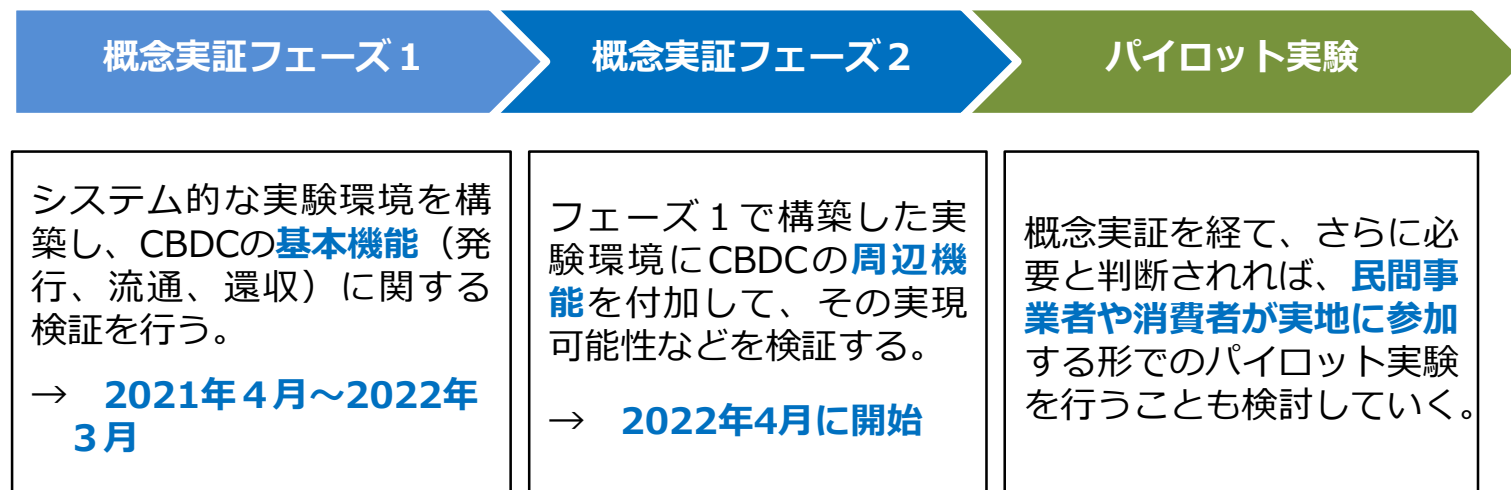 概念実証フェーズ１
概念実証フェーズ２
パイロット実験
システム的な実験環境を構
築し、CBDCの基本機能（発
行、流通、還収）に関する
検証を行う。
→　2021年４月～2022年
３月
フェーズ１で構築した実
験環境にCBDCの周辺機
能を付加して、その実現
可能性などを検証する。
→　2022年4月に開始
概念実証を経て、さらに必
要と判断されれば、民間事
業者や消費者が実地に参加
する形でのパイロット実験
を行うことも検討していく。